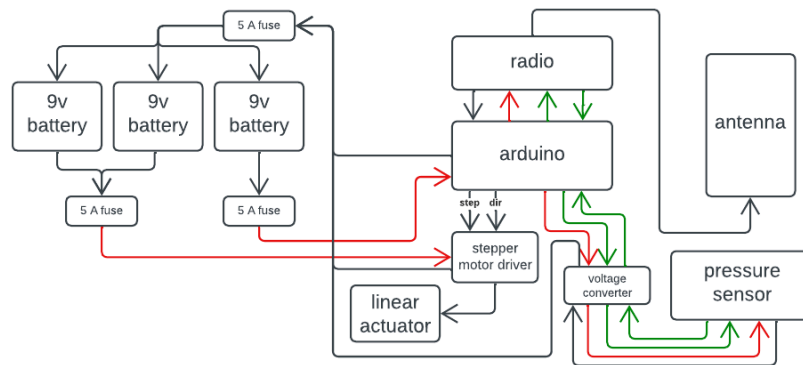 5 A fuse
radio
9v
battery
9v
battery
9v
battery
antenna
arduino
step
dir
5 A fuse
5 A fuse
stepper
motor driver
voltage
converter
pressure
sensor
linear
actuator